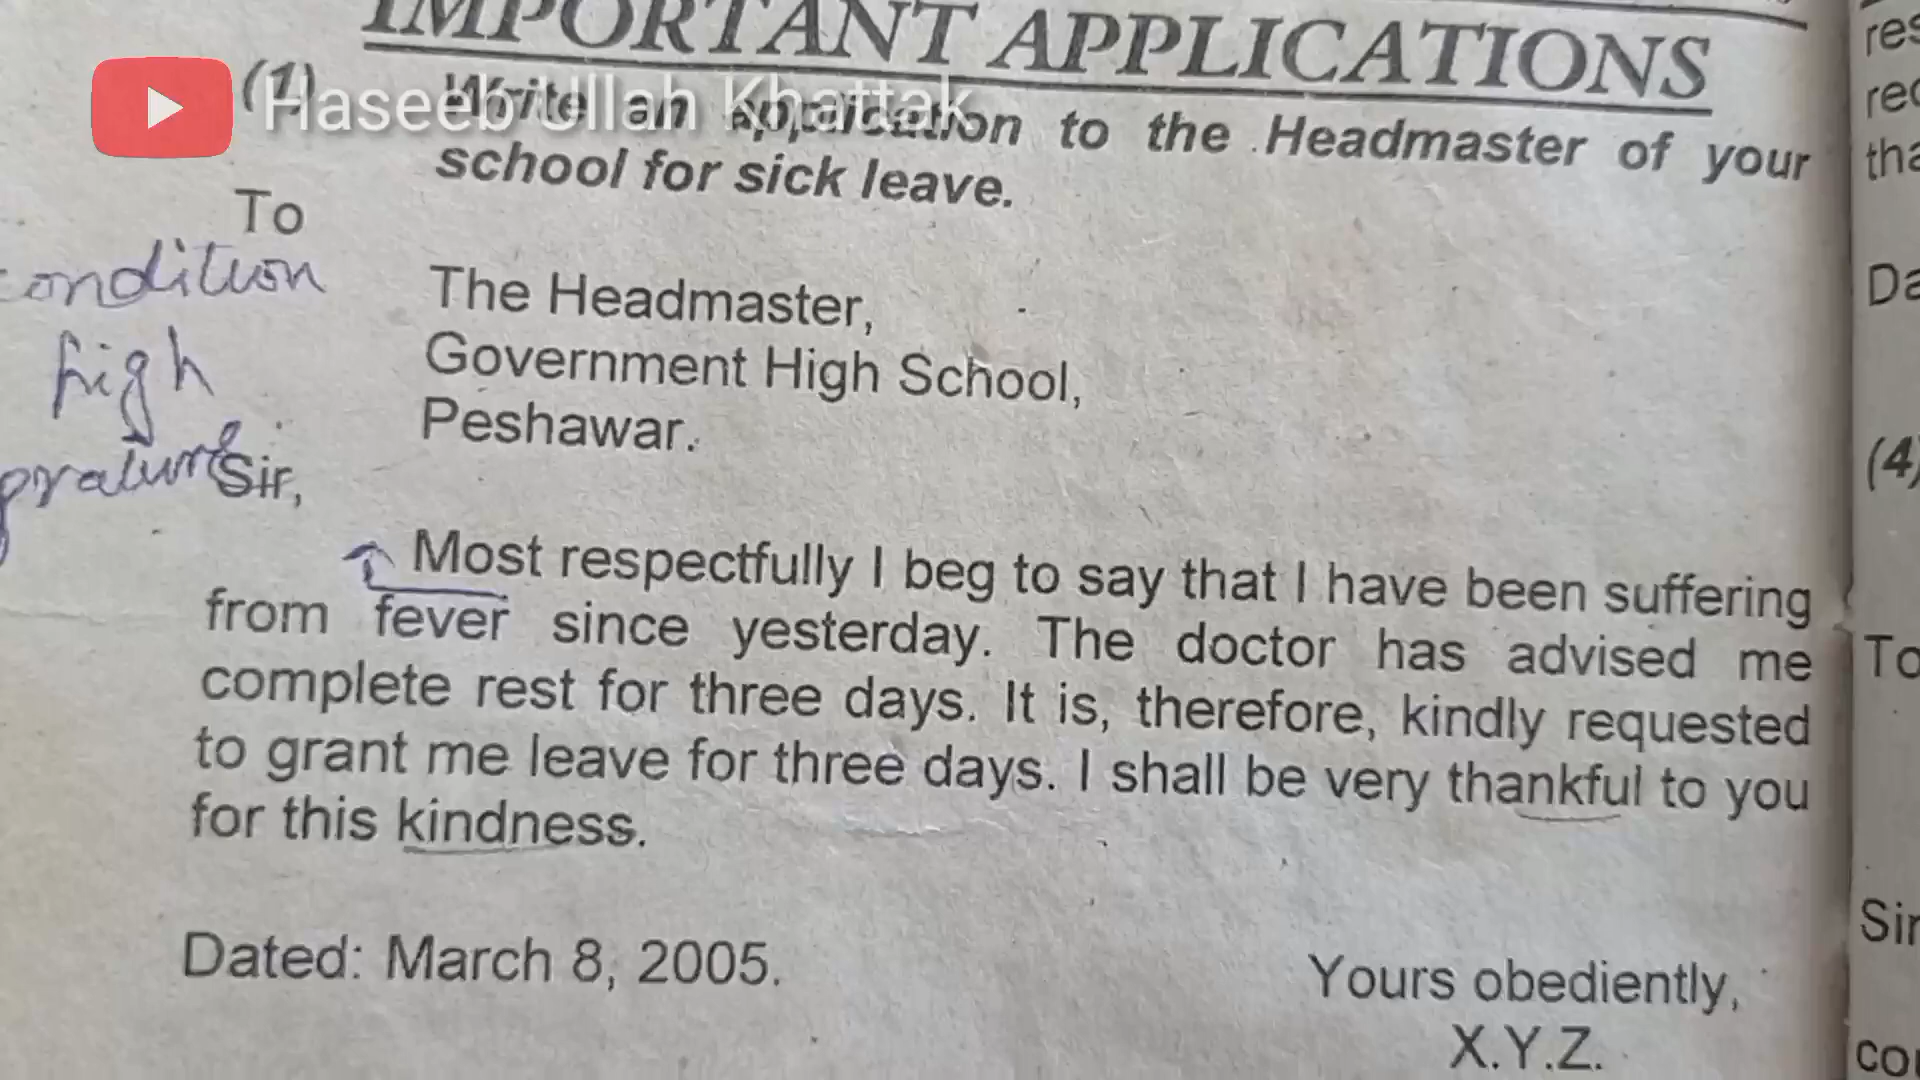 IMPORTANT APPLICATIONS
Haseeb Ullah Khattak
(1) Write an application to the Headmaster of your
school for sick leave.
To
condition
The Headmaster,
high
Government High School,
Peshawar.
Sir,
Most respectfully I beg to say that I have been suffering
from fever since yesterday. The doctor has advised me
complete rest for three days. It is, therefore, kindly requested
to grant me leave for three days. I shall be very thankful to you
for this kindness.
Dated: March 8, 2005.
Yours obediently,
X.Y.Z.
(4)
To